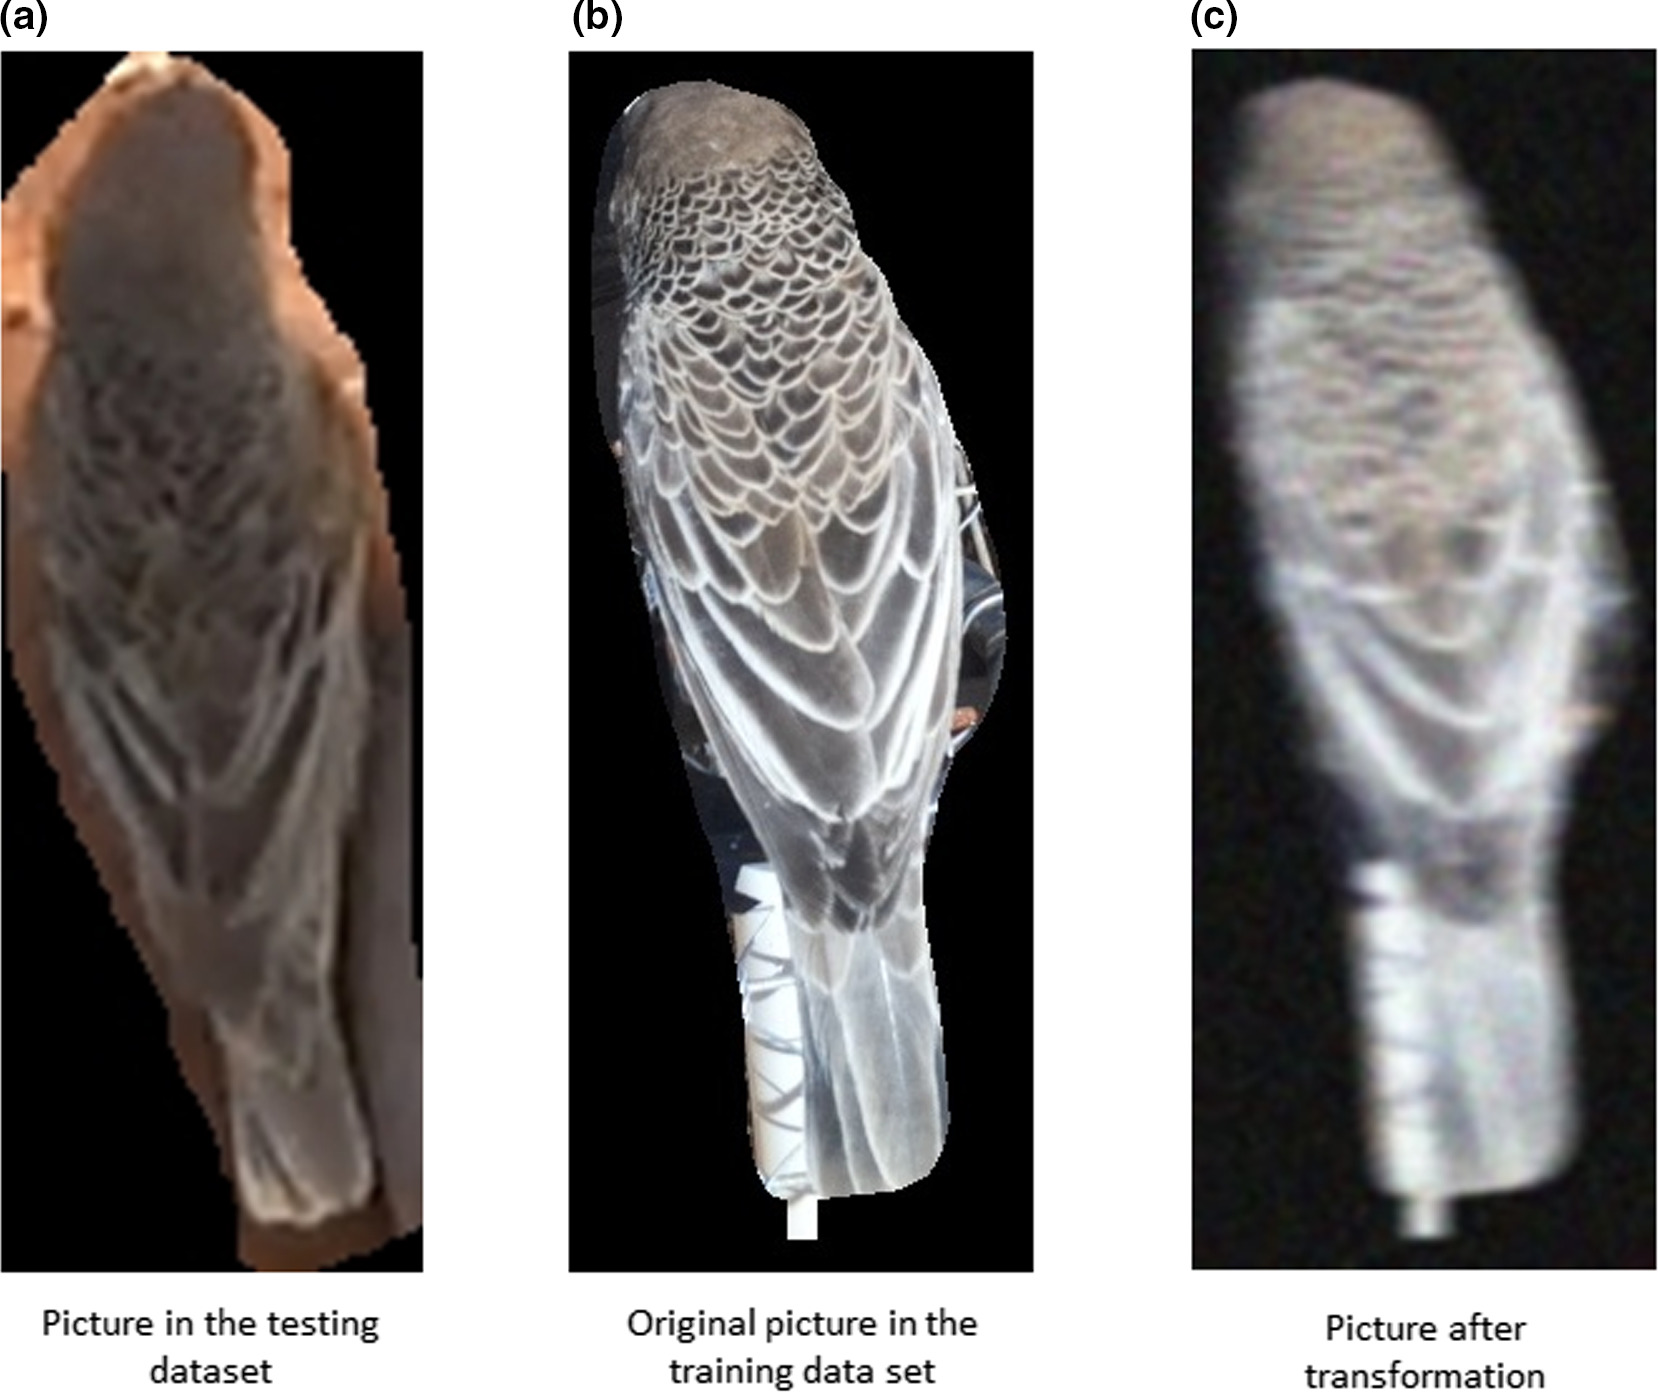 (a)
(b)
(c)
Picture in the testing
dataset
Original picture in the
training data set
Picture after
transformation